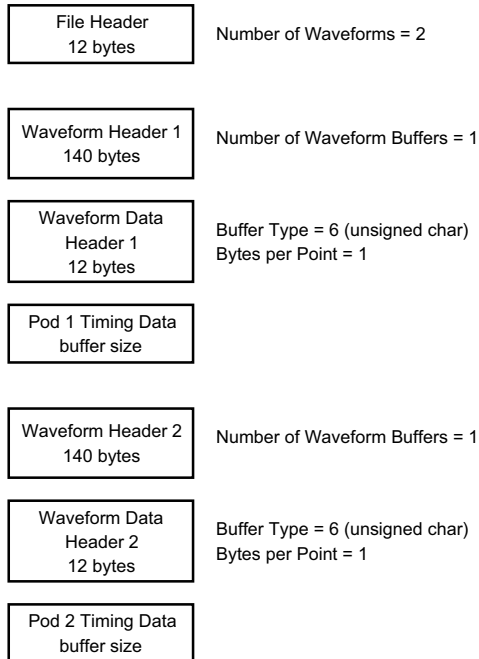 File Header
12 bytes
Number of Waveforms = 2
Waveform Header 1
140 bytes
Number of Waveform Buffers = 1
Waveform Data
Header 1
12 bytes
Buffer Type = 6 (unsigned char)
Bytes per Point = 1
Pod 1 Timing Data
buffer size
Waveform Header 2
140 bytes
Number of Waveform Buffers = 1
Waveform Data
Header 2
12 bytes
Buffer Type = 6 (unsigned char)
Bytes per Point = 1
Pod 2 Timing Data
buffer size